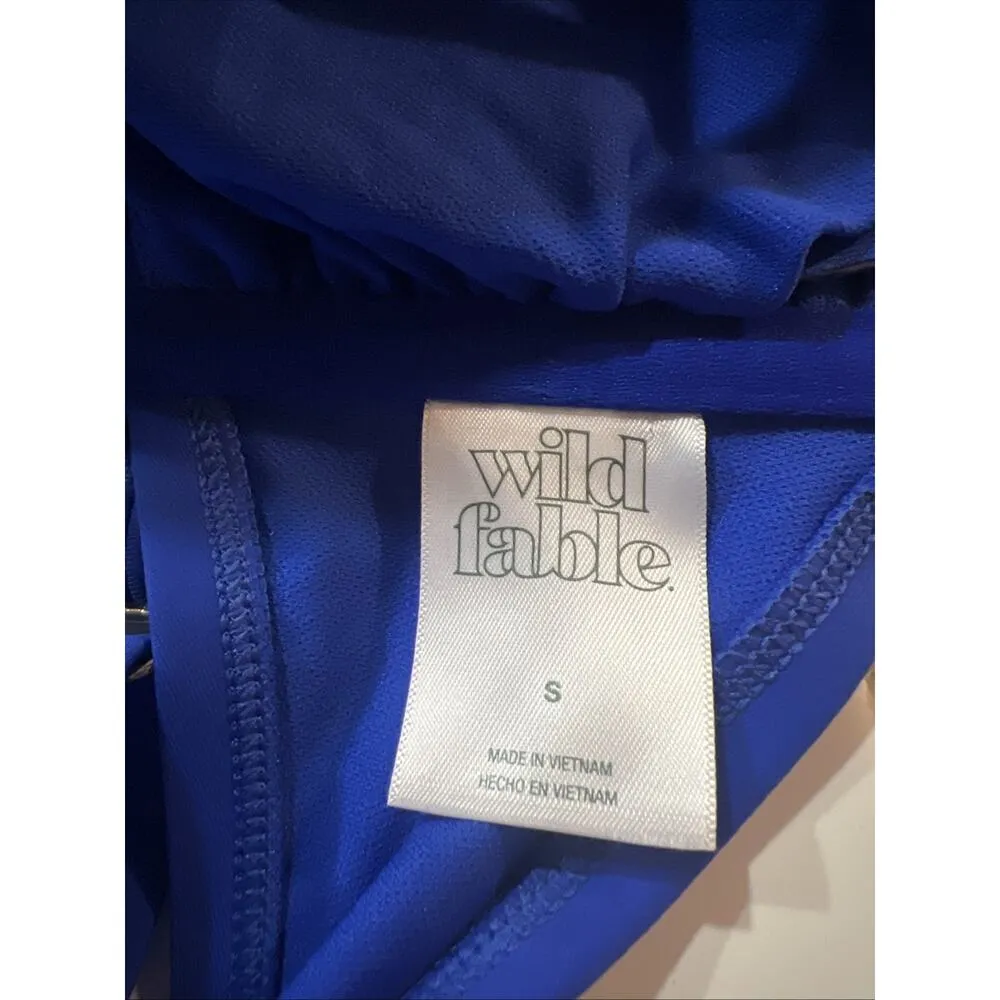 wild
fable.
S
MADE IN VIETNAM
HECHO EN VIETNAM